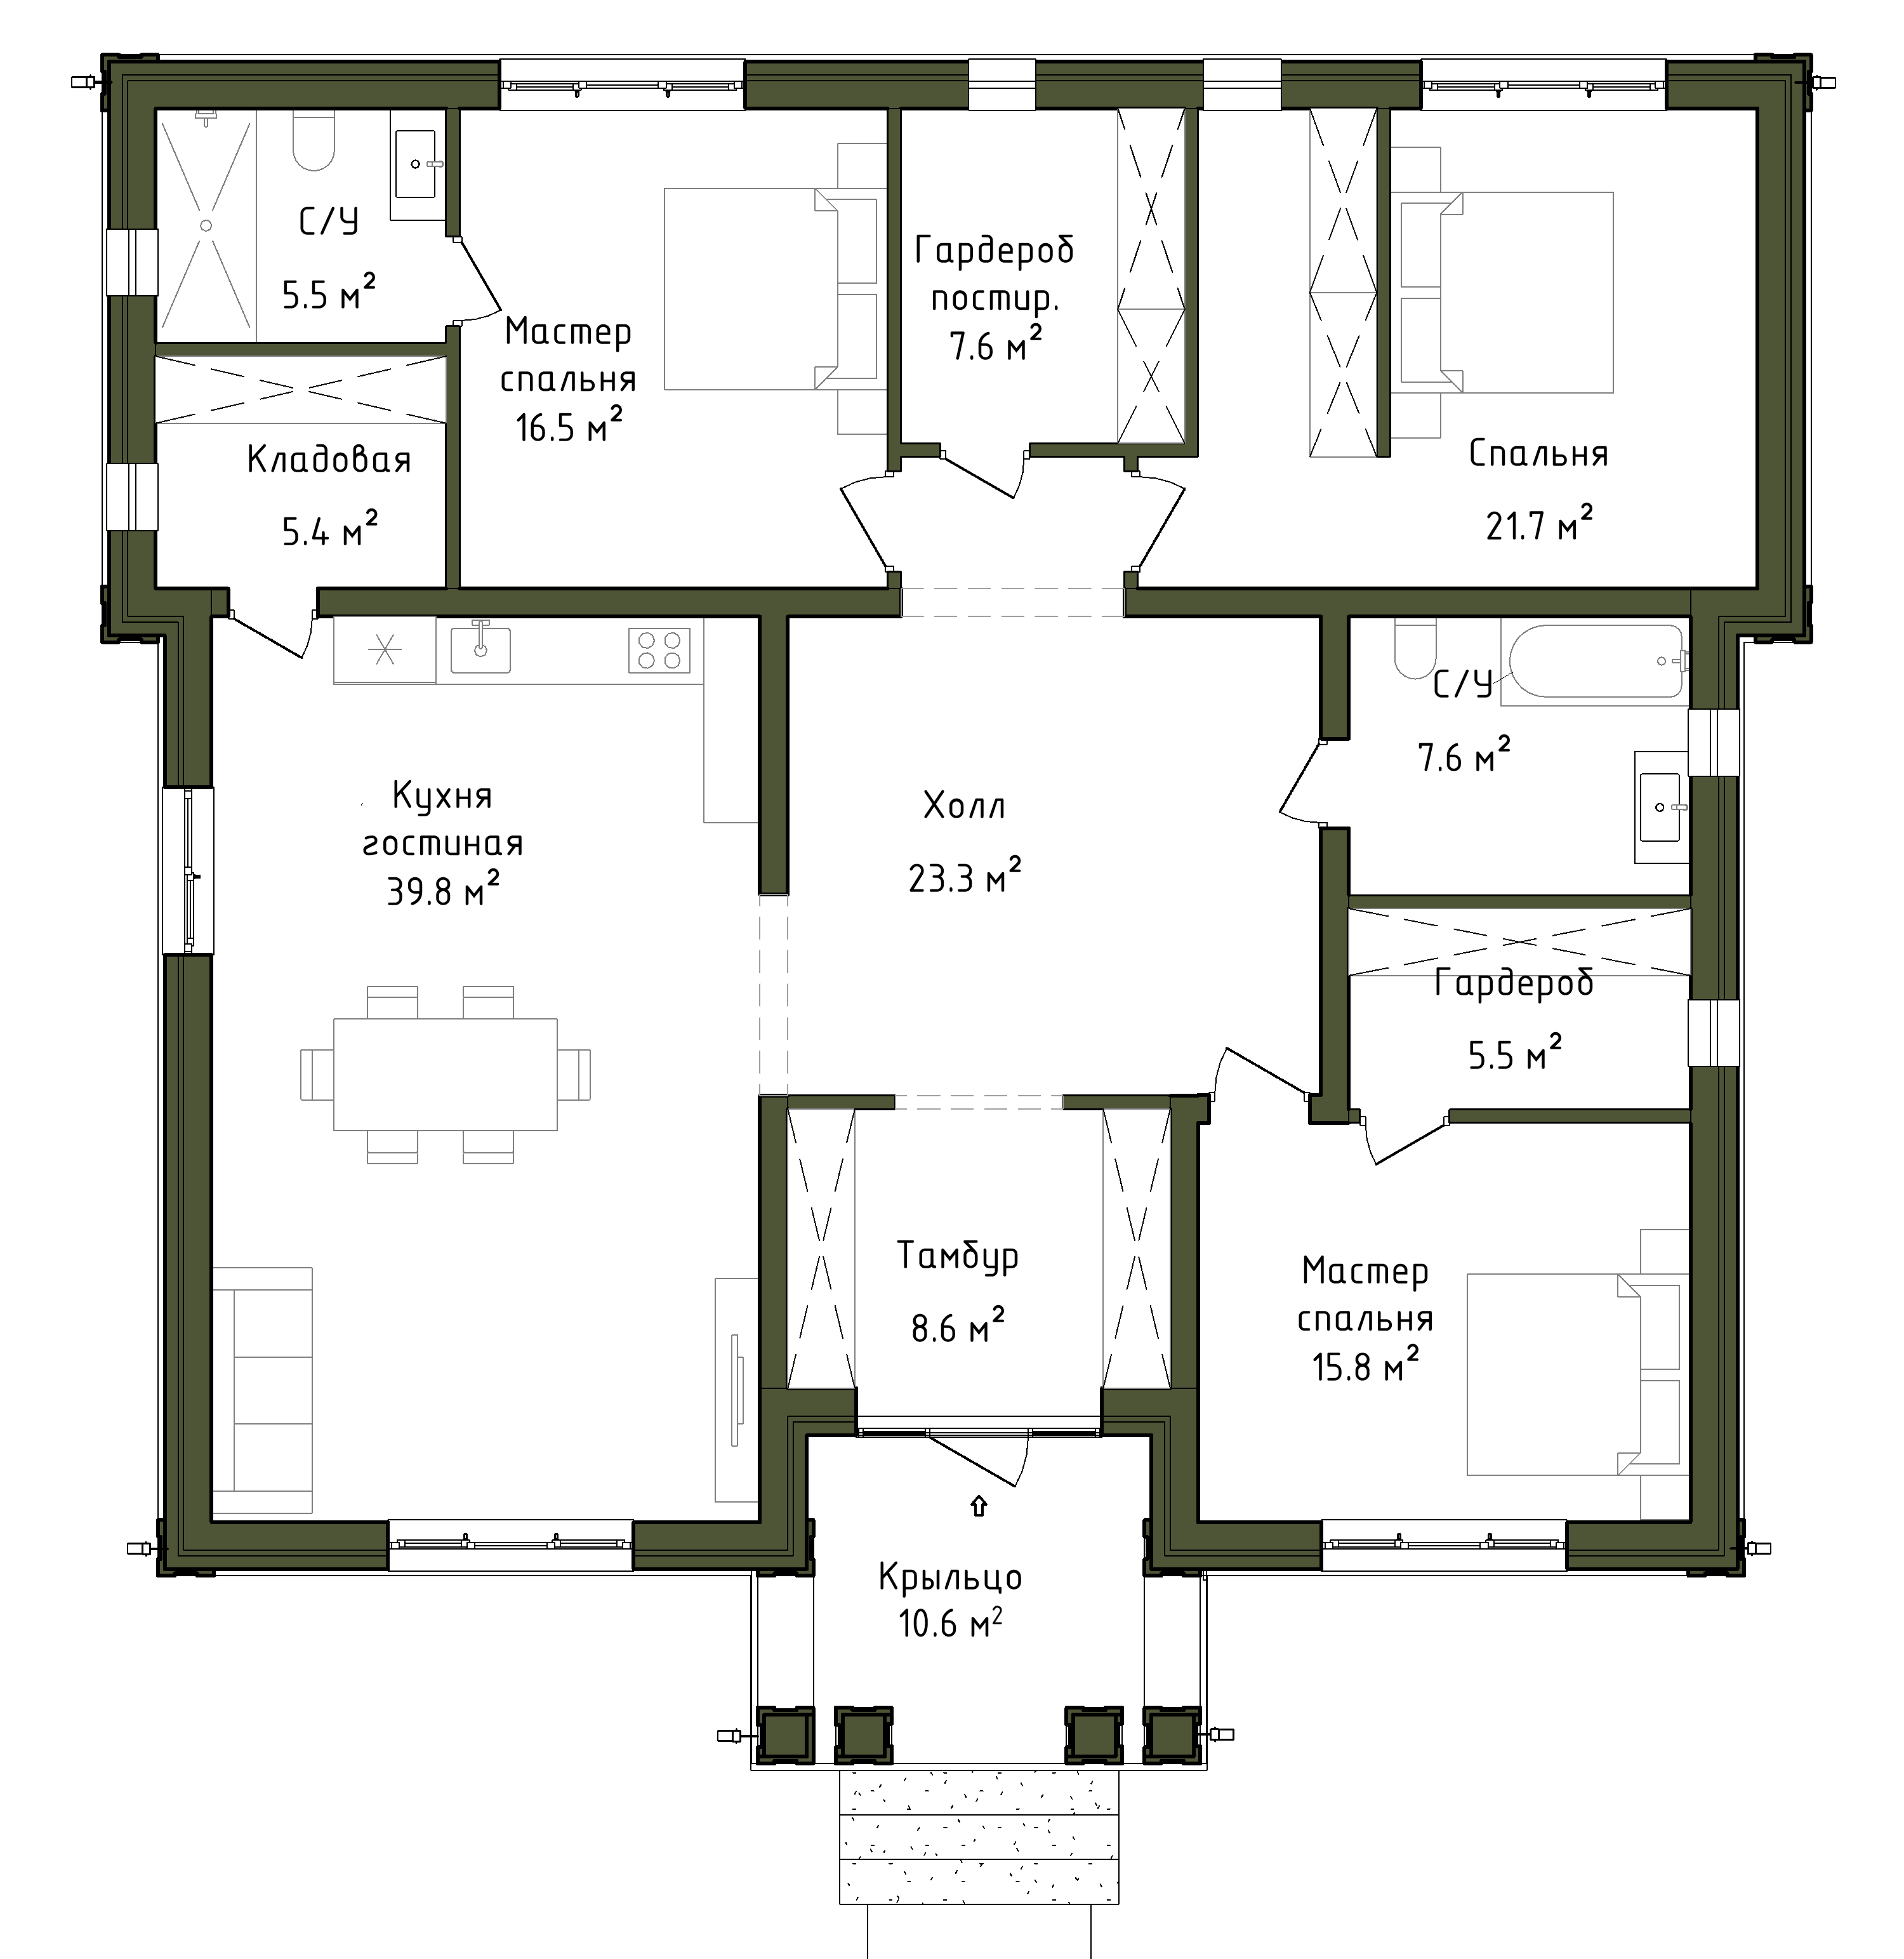 С/У
5.5 м²
Мастер
спальня
16.5 м²
Гардероб
постир.
7.6 м²
Кладовая
5.4 м²
Спальня
21.7 м²
С/У
7.6 м²
Кухня
гостиная
39.8 м²
Холл
23.3 м²
Гардероб
5.5 м²
Тамбур
8.6 м²
Мастер
спальня
15.8 м²
Крыльцо
10.6 м²